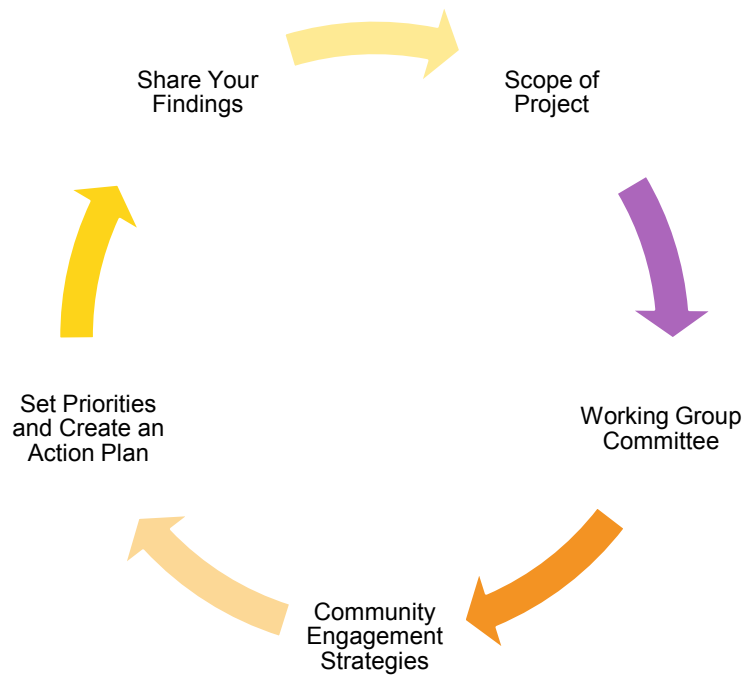 Share Your
Findings
Scope of
Project
Working Group
Committee
Community
Engagement
Strategies
Set Priorities
and Create an
Action Plan